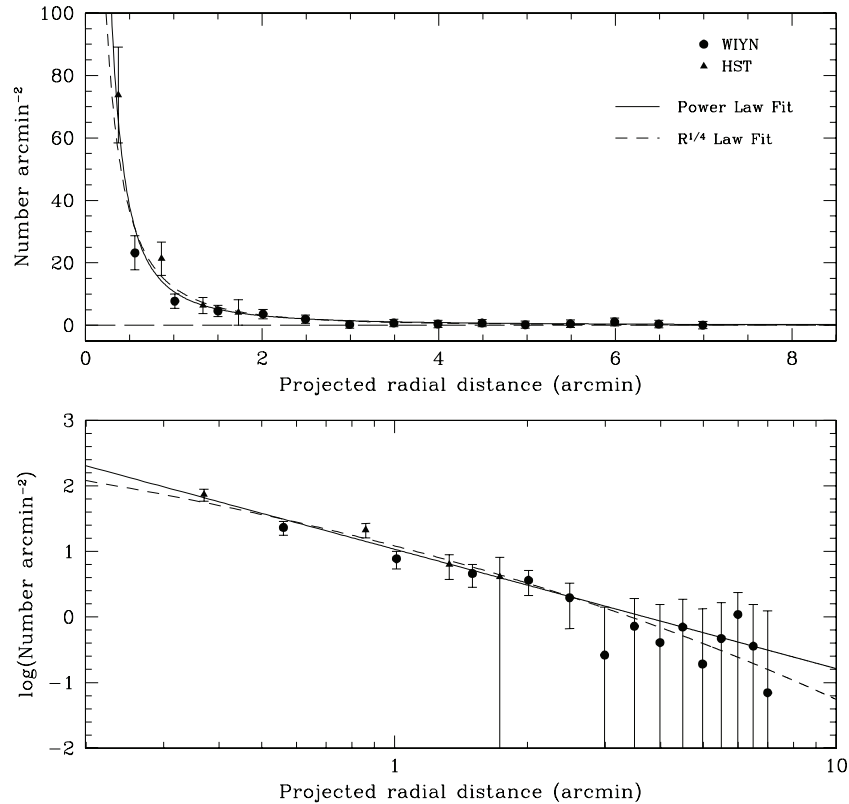 100
80
60
40
20
0
Number arcmin⁻²
WIYN
HST
Power Law Fit
R¹/⁴ Law Fit
0 2 4 6 8
Projected radial distance (arcmin)
3
2
1
0
-1
-2
log(Number arcmin⁻²)
1 10
Projected radial distance (arcmin)